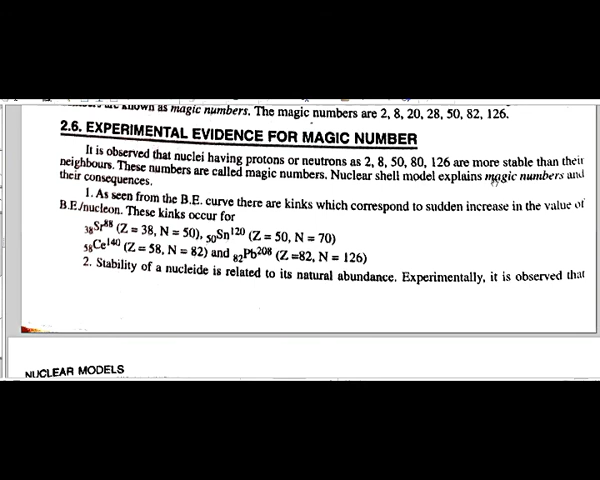 are known as magic numbers. The magic numbers are 2, 8, 20, 28, 50, 82, 126.
2.6. EXPERIMENTAL EVIDENCE FOR MAGIC NUMBER
It is observed that nuclei having protons or neutrons as 2, 8, 50, 80, 126 are more stable than their
neighbours. These numbers are called magic numbers. Nuclear shell model explains magic numbers and
their consequences.
1. As seen from the B.E. curve there are kinks which correspond to sudden increase in the value of
B.E./nucleon. These kinks occur for
₃₈Sr⁸⁸ (Z = 38, N = 50), ₅₀Sn¹²⁰ (Z = 50, N = 70)
₅₈Ce¹⁴⁰ (Z = 58, N = 82) and ₈₂Pb²⁰⁸ (Z =82, N = 126)
2. Stability of a nucleide is related to its natural abundance. Experimentally, it is observed that
NUCLEAR MODELS